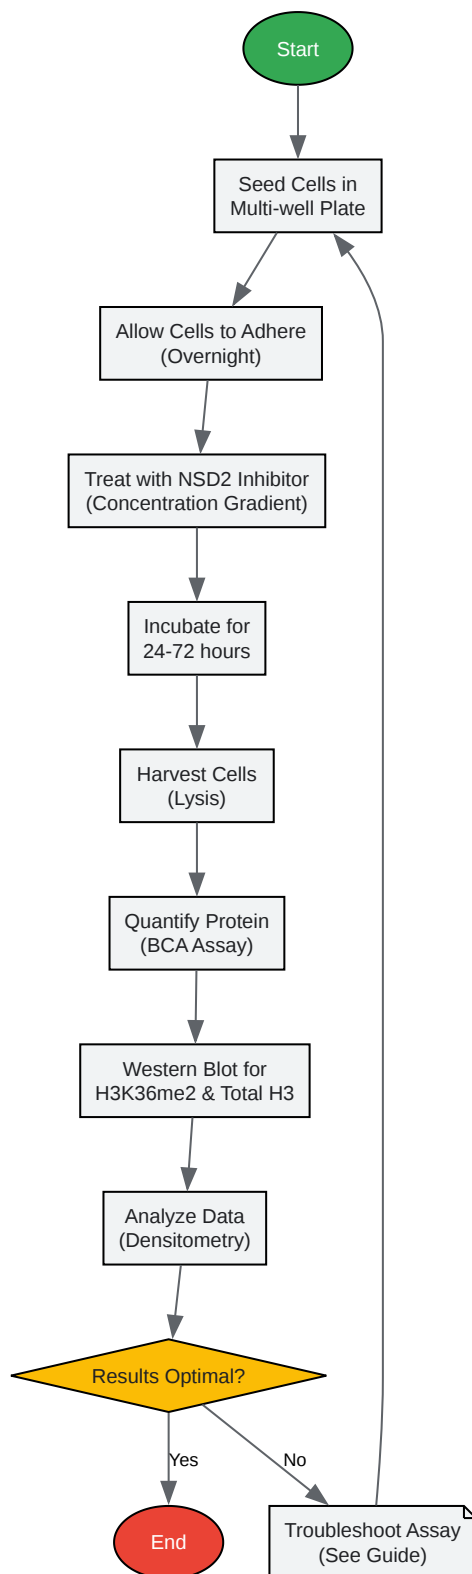 Start
Seed Cells in
Multi-well Plate
Allow Cells to Adhere
(Overnight)
Treat with NSD2 Inhibitor
(Concentration Gradient)
Incubate for
24-72 hours
Harvest Cells
(Lysis)
Quantify Protein
(BCA Assay)
Western Blot for
H3K36me2 & Total H3
Analyze Data
(Densitometry)
Results Optimal?
Yes
No
End
Troubleshoot Assay
(See Guide)